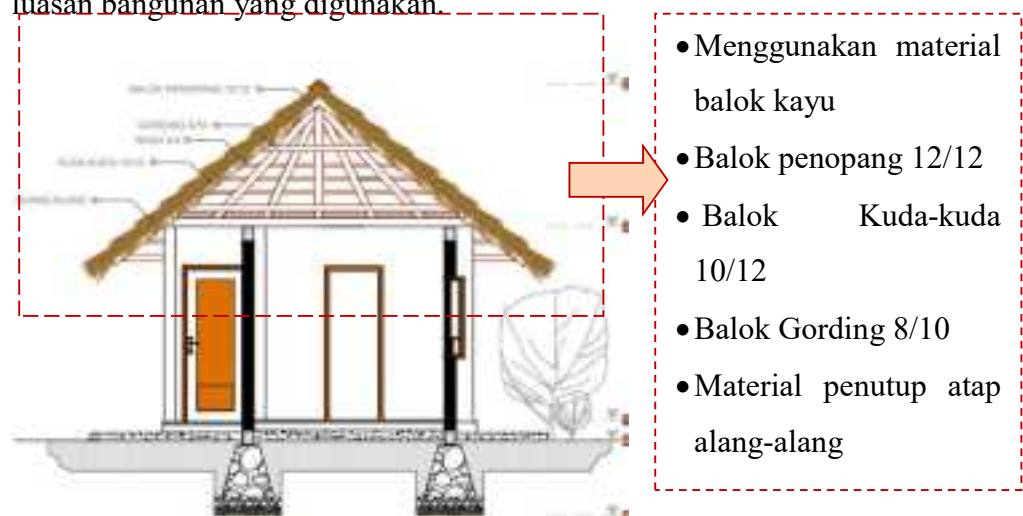 luasan bangunan yang digunakan.
• Menggunakan material
balok kayu
• Balok penopang 12/12
• Balok Kuda-kuda
10/12
• Balok Gording 8/10
• Material penutup atap
alang-alang